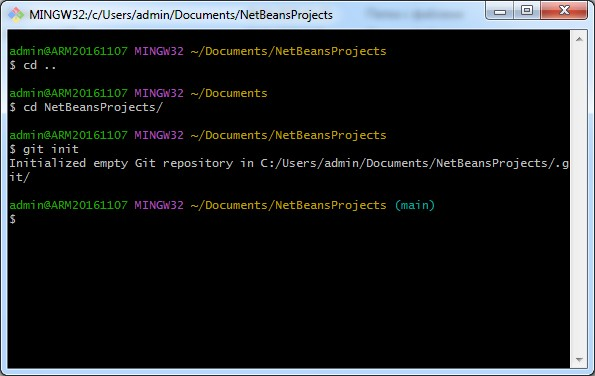 MINGW32:/c/Users/admin/Documents/NetBeansProjects
admin@ARM20161107 MINGW32 ~/Documents/NetBeansProjects
$ cd ..
admin@ARM20161107 MINGW32 ~/Documents
$ cd NetBeansProjects/
admin@ARM20161107 MINGW32 ~/Documents/NetBeansProjects
$ git init
Initialized empty Git repository in C:/Users/admin/Documents/NetBeansProjects/.g
it/
admin@ARM20161107 MINGW32 ~/Documents/NetBeansProjects (main)
$